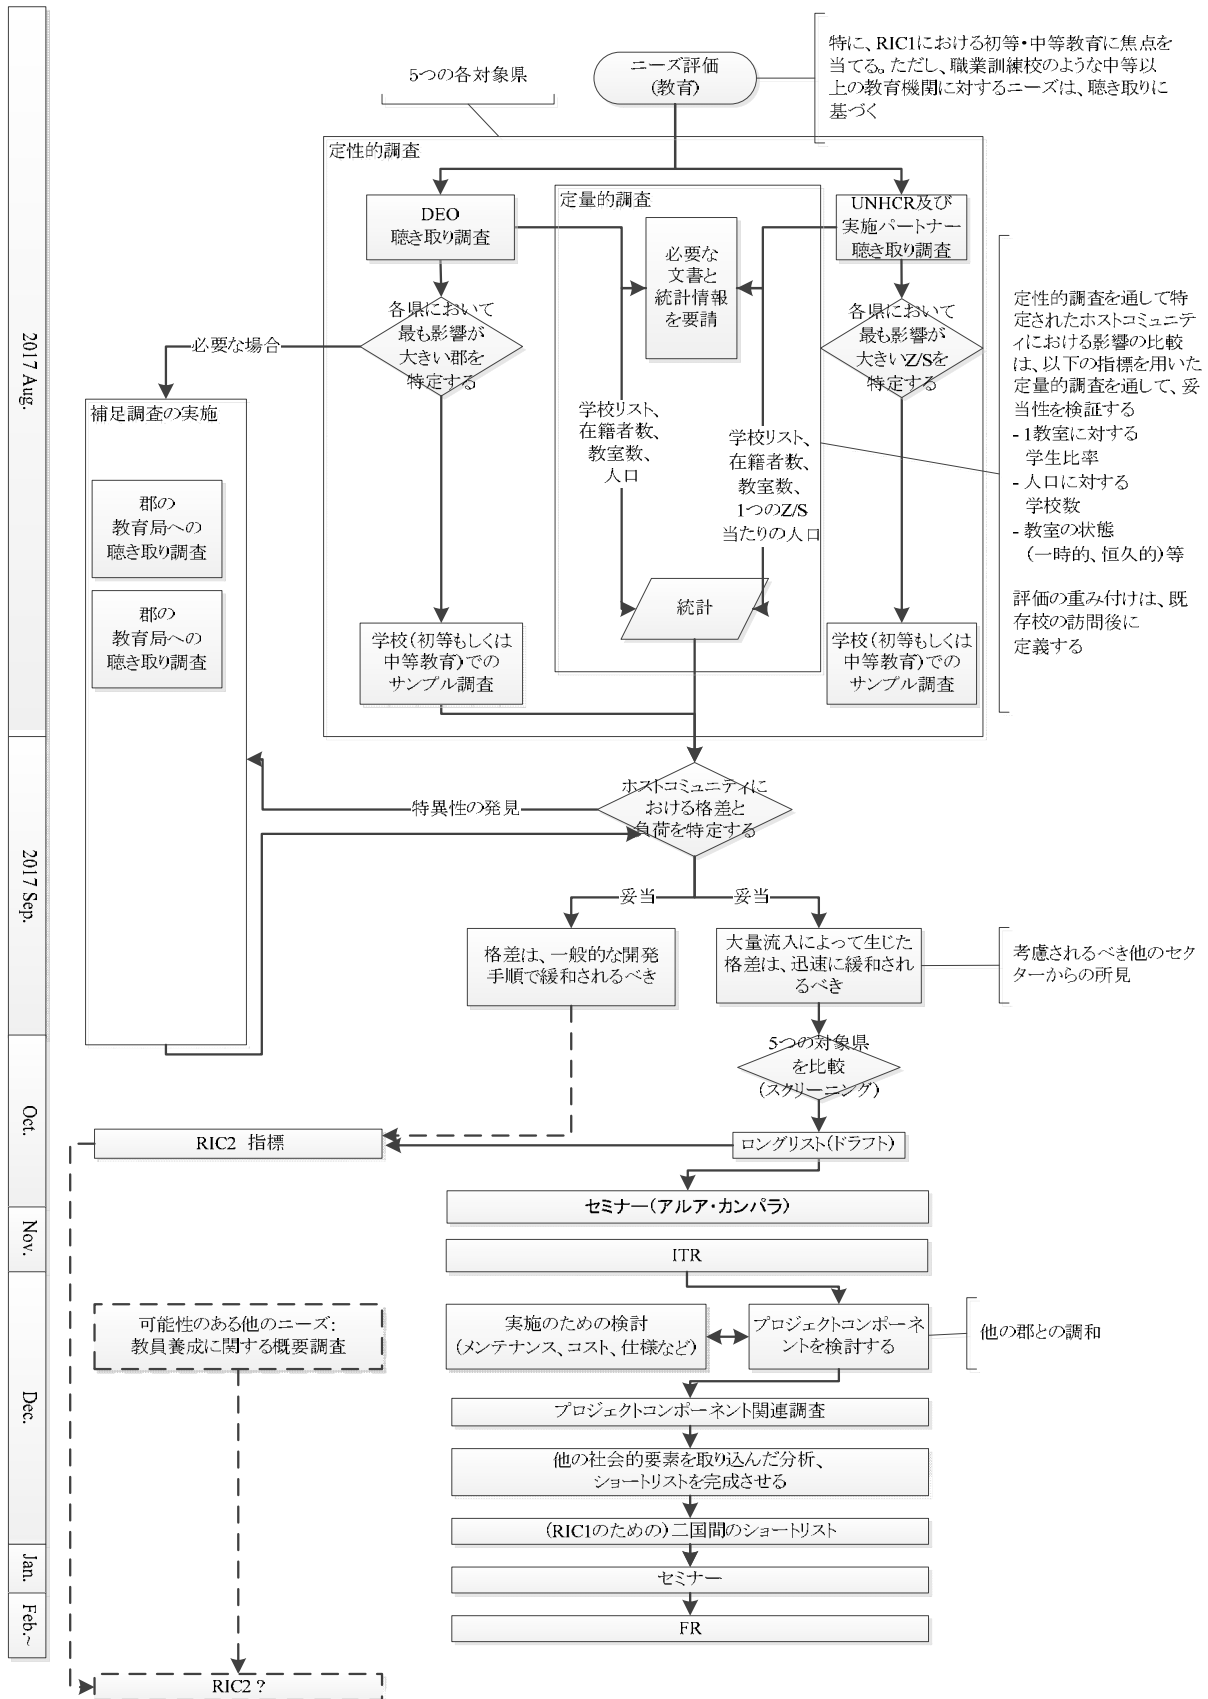 ニーズ評価
(教育)
特に、RIC1における初等・中等教育に焦点を
当てる。ただし、職業訓練校のような中等以
上の教育機関に対するニーズは、聴き取りに
基づく
5つの各対象県
定性的調査
DEO
聴き取り調査
定量的調査
必要な
文書と
統計情報
を要請
UNHCR及び
実施パートナー
聴き取り調査
各県において
最も影響が
大きい郡を
特定する
各県において
最も影響が
大きいZ/Sを
特定する
定性的調査を通して特
定されたホストコミュニテ
ィにおける影響の比較
は、以下の指標を用いた
定量的調査を通して、妥
当性を検証する
- 1教室に対する
学生比率
- 人口に対する
学校数
- 教室の状態
(一時的、恒久的)等
評価の重み付けは、既
存校の訪問後に
定義する
2017 Aug.
必要な場合
補足調査の実施
郡の
教育局への
聴き取り調査
郡の
教育局への
聴き取り調査
学校リスト、
在籍者数、
教室数、
人口
学校リスト、
在籍者数、
教室数、
1つのZ/S
当たりの人口
統計
学校(初等もしくは
中等教育)での
サンプル調査
学校(初等もしくは
中等教育)での
サンプル調査
2017 Sep.
特異性の発見
ホストコミュニティに
おける格差と
負荷を特定する
妥当
妥当
格差は、一般的な開発
手順で緩和されるべき
大量流入によって生じた
格差は、迅速に緩和され
るべき
考慮されるべき他のセク
ターからの所見
Oct.
5つの対象県
を比較
(スクリーニング)
RIC2 指標
ロングリスト(ドラフト)
セミナー(アルア・カンパラ)
Nov.
ITR
Dec.
可能性のある他のニーズ:
教員養成に関する概要調査
実施のための検討
(メンテナンス、コスト、仕様など)
プロジェクトコンポーネ
ントを検討する
他の郡との調和
プロジェクトコンポーネント関連調査
他の社会的要素を取り込んだ分析、
ショートリストを完成させる
(RIC1のための)二国間のショートリスト
Jan.
セミナー
Feb.~
FR
RIC2 ?